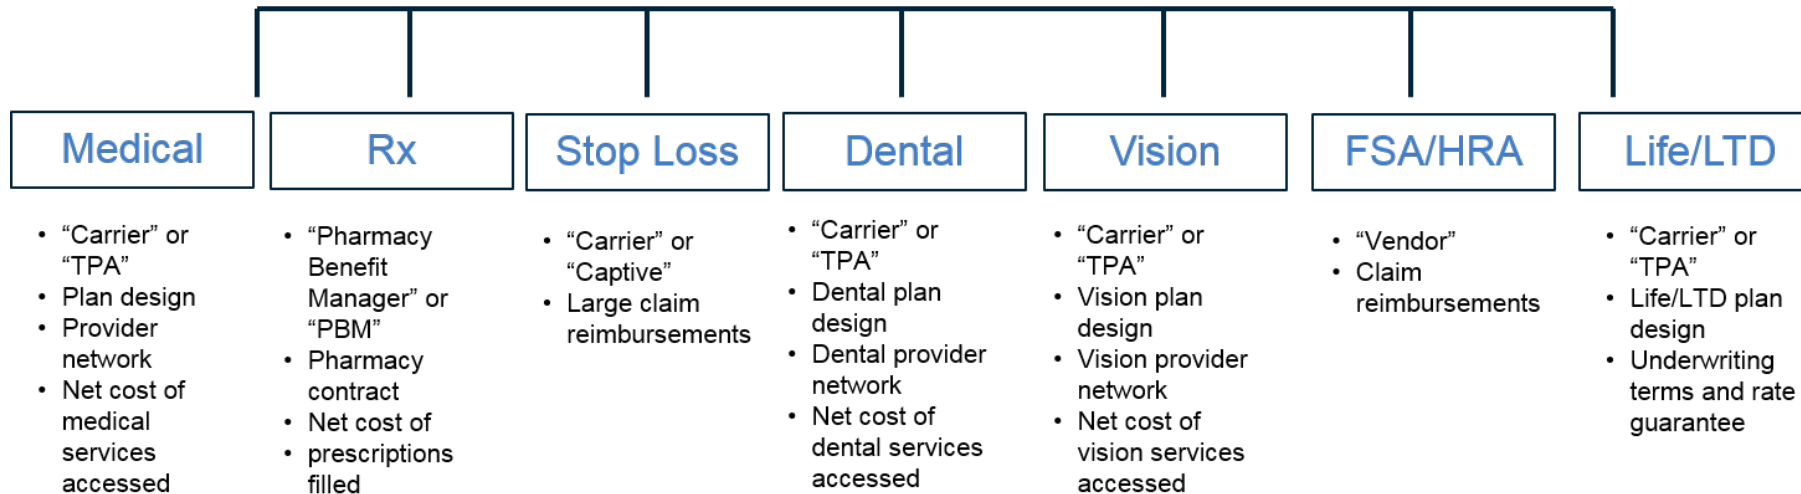 Medical
Rx
Stop Loss
Dental
Vision
FSA/HRA
Life/LTD
• “Carrier” or
“TPA”
• Plan design
• Provider
network
• Net cost of
medical
services
accessed
• “Pharmacy
Benefit
Manager” or
“PBM”
• Pharmacy
contract
• Net cost of
• prescriptions
filled
• “Carrier” or
“Captive”
• Large claim
reimbursements
• “Carrier” or
“TPA”
• Dental plan
design
• Dental provider
network
• Net cost of
dental services
accessed
• “Carrier” or
“TPA”
• Vision plan
design
• Vision provider
network
• Net cost of
vision services
accessed
• “Vendor”
• Claim
reimbursements
• “Carrier” or
“TPA”
• Life/LTD plan
design
• Underwriting
terms and rate
guarantee